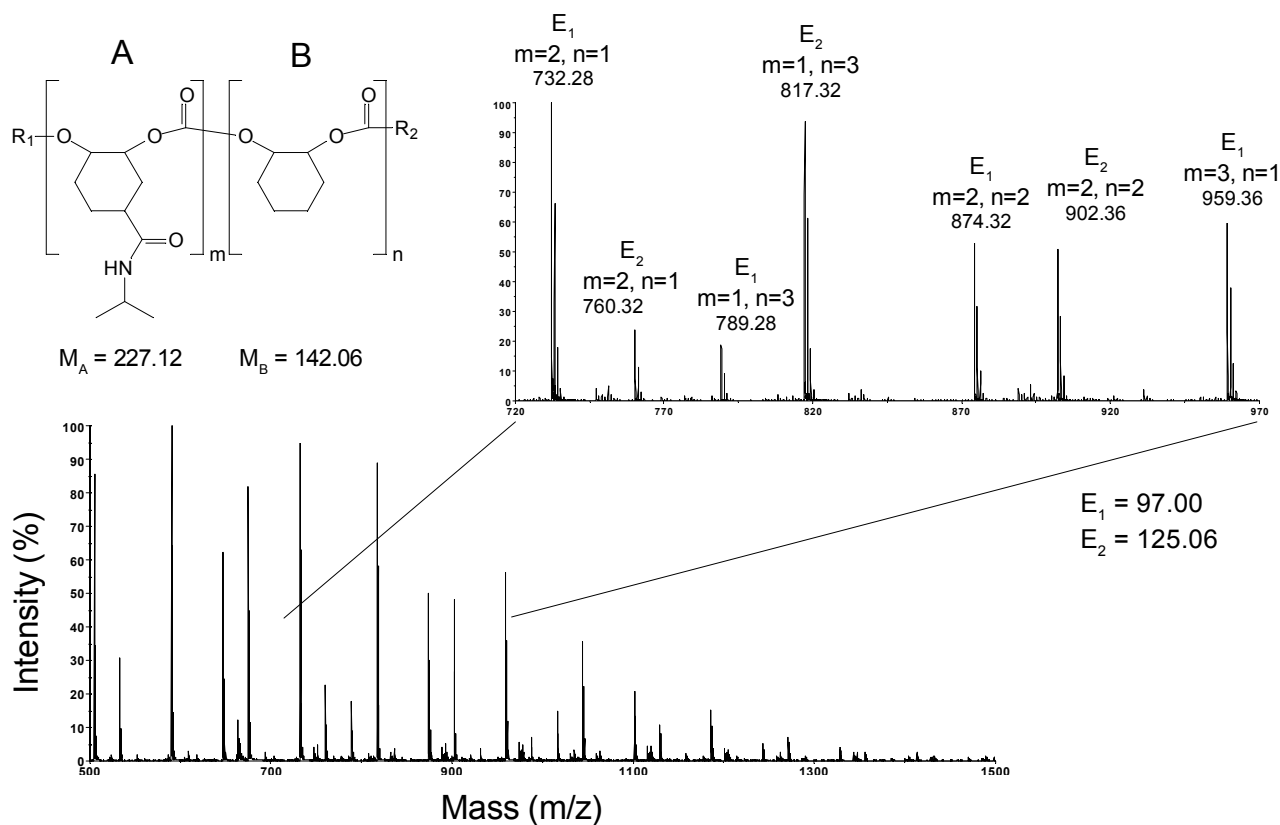 A
B
O
O
R₁
O
O
O
O
R₂
O
HN
m
n
M_A = 227.12
M_B = 142.06
E₁
m=2, n=1
732.28
E₂
m=2, n=1
760.32
E₁
m=1, n=3
789.28
E₂
m=1, n=3
817.32
E₁
m=2, n=2
874.32
E₂
m=2, n=2
902.36
E₁
m=3, n=1
959.36
100
90
80
70
60
50
40
30
20
10
0
720
770
820
870
920
970
E₁ = 97.00
E₂ = 125.06
Intensity (%)
100
90
80
70
60
50
40
30
20
10
0
500
700
900
1100
1300
1500
Mass (m/z)